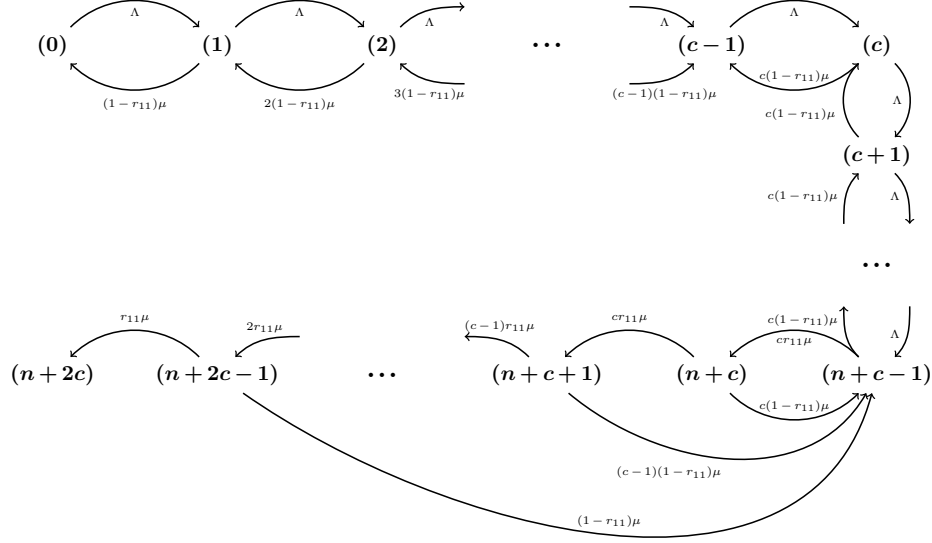 Λ Λ Λ Λ Λ
(0) (1) (2) ⋯ (c − 1) (c)
(1−r₁₁)μ 2(1−r₁₁)μ 3(1−r₁₁)μ (c−1)(1−r₁₁)μ c(1−r₁₁)μ
c(1−r₁₁)μ Λ
(c + 1)
c(1−r₁₁)μ Λ
⋯
r₁₁μ 2r₁₁μ (c−1)r₁₁μ cr₁₁μ c(1−r₁₁)μ Λ
cr₁₁μ
(n + 2c) (n + 2c − 1) ⋯ (n + c + 1) (n + c) (n + c − 1)
c(1−r₁₁)μ
(c−1)(1−r₁₁)μ
(1−r₁₁)μ